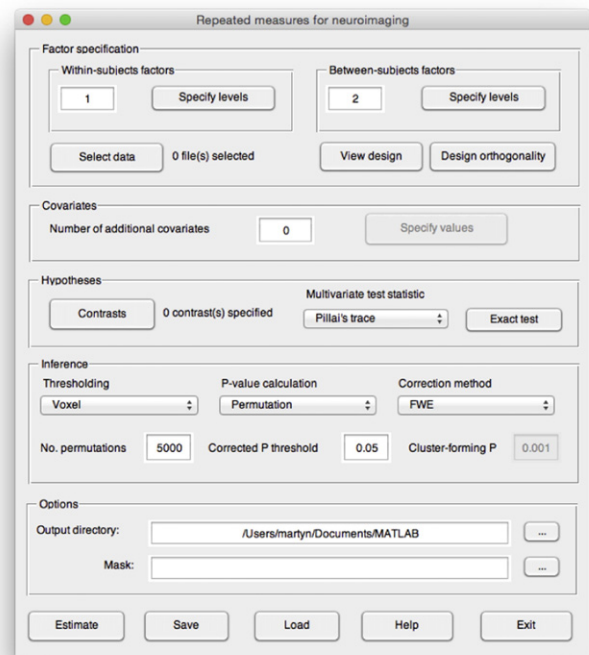 Repeated measures for neuroimaging
Factor specification
Within-subjects factors
1 Specify levels
Between-subjects factors
2 Specify levels
Select data 0 file(s) selected
View design Design orthogonality
Covariates
Number of additional covariates 0 Specify values
Hypotheses
Contrasts 0 contrast(s) specified
Multivariate test statistic
Pillai's trace Exact test
Inference
Thresholding P-value calculation Correction method
Voxel Permutation FWE
No. permutations 5000 Corrected P threshold 0.05 Cluster-forming P 0.001
Options
Output directory: /Users/martyn/Documents/MATLAB ...
Mask: ...
Estimate Save Load Help Exit